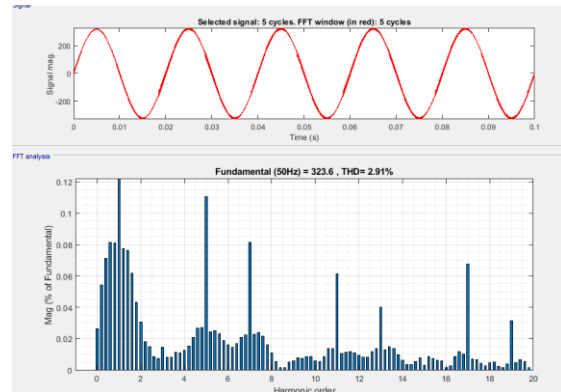 Signal
Selected signal: 5 cycles. FFT window (in red): 5 cycles
Signal mag.
200
0
-200
0 0.01 0.02 0.03 0.04 0.05 0.06 0.07 0.08 0.09 0.1
Time (s)
FFT analysis
Fundamental (50Hz) = 323.6 , THD= 2.91%
Mag (% of Fundamental)
0.12
0.1
0.08
0.06
0.04
0.02
0
0 2 4 6 8 10 12 14 16 18 20
Harmonic order